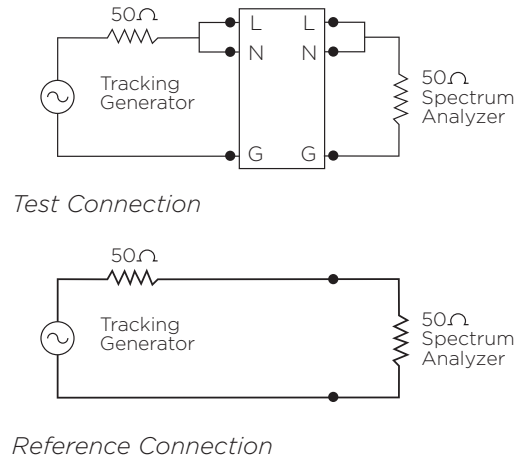 50Ω
L L
N N
Tracking
Generator
50Ω
Spectrum
Analyzer
G G
Test Connection
50Ω
Tracking
Generator
50Ω
Spectrum
Analyzer
Reference Connection